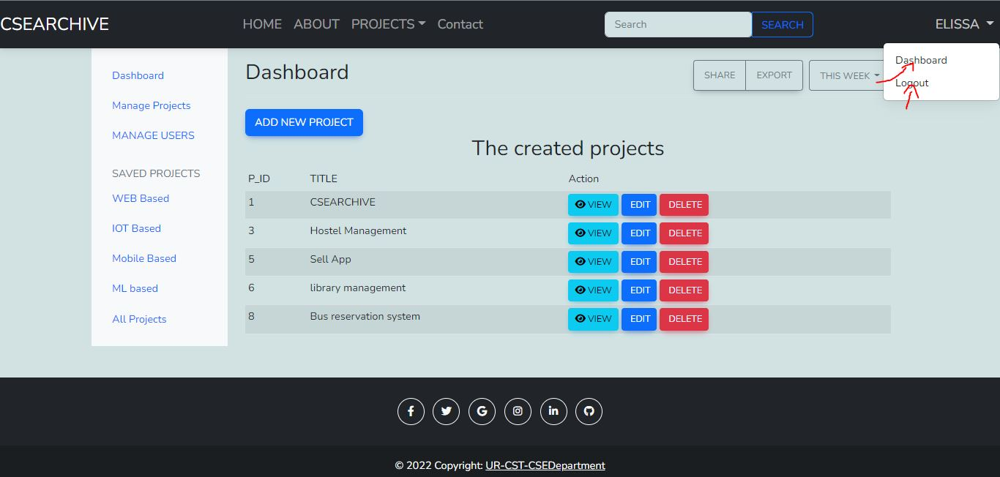 CSEARCHIVE HOME ABOUT PROJECTS Contact Search SEARCH ELISSA
Dashboard
Logout
Dashboard
Manage Projects
MANAGE USERS
SAVED PROJECTS
WEB Based
IOT Based
Mobile Based
ML based
All Projects
Dashboard SHARE EXPORT THIS WEEK
ADD NEW PROJECT
The created projects
P_ID TITLE Action
1 CSEARCHIVE VIEW EDIT DELETE
3 Hostel Management VIEW EDIT DELETE
5 Sell App VIEW EDIT DELETE
6 library management VIEW EDIT DELETE
8 Bus reservation system VIEW EDIT DELETE
© 2022 Copyright: UR-CST-CSEDepartment